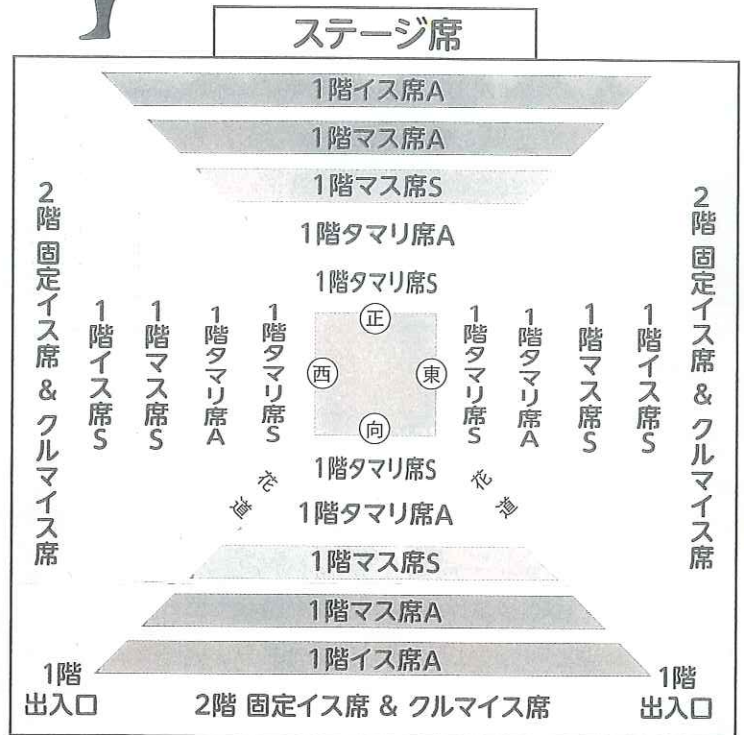 ステージ席
1階イス席A
1階マス席A
1階マス席S
1階タマリ席A
1階タマリ席S
2階 固定イス席 & クルマイス席
1階イス席S
1階マス席S
1階タマリ席A
1階タマリ席S
正
西
東
向
1階タマリ席S
1階タマリ席A
1階マス席S
1階イス席S
2階 固定イス席 & クルマイス席
1階タマリ席S
花道
花道
1階タマリ席A
1階マス席S
1階マス席A
1階イス席A
1階
出入口
2階 固定イス席 & クルマイス席
1階
出入口